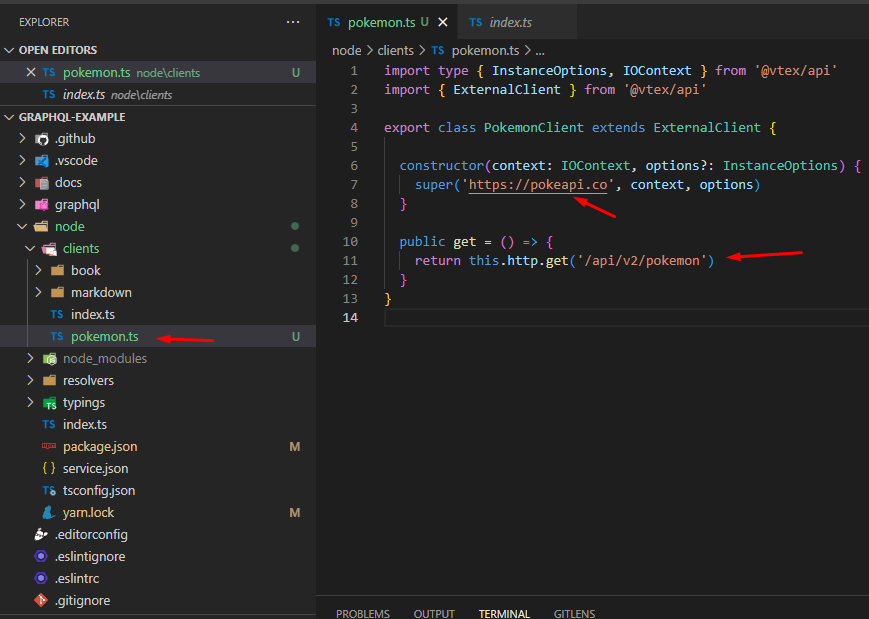 EXPLORER
OPEN EDITORS
TS pokemon.ts node\clients U
TS index.ts node\clients
GRAPHQL-EXAMPLE
.github
.vscode
docs
graphql
node
clients
book
markdown
TS index.ts
TS pokemon.ts U
node_modules
resolvers
TS typings
TS index.ts
package.json M
{ } service.json
TS tsconfig.json
yarn.lock M
.editorconfig
.eslintignore
.eslintrc
.gitignore
TS pokemon.ts U
TS index.ts
node > clients > TS pokemon.ts > ...
1 import type { InstanceOptions, IOContext } from '@vtex/api'
2 import { ExternalClient } from '@vtex/api'
3
4 export class PokemonClient extends ExternalClient {
5
6 constructor(context: IOContext, options?: InstanceOptions) {
7 super('https://pokeapi.co', context, options)
8 }
9
10 public get = () => {
11 return this.http.get('/api/v2/pokemon')
12 }
13 }
14
PROBLEMS OUTPUT TERMINAL GITLENS